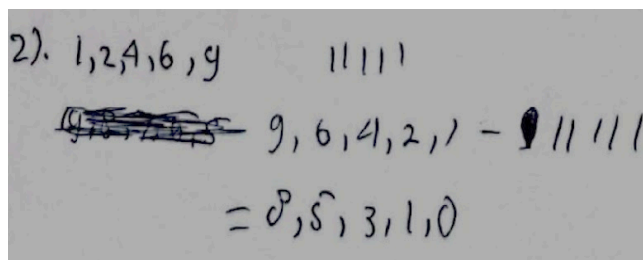 2). 1,2,4,6,9 11111
9,6,4,2,1 - 11111
= 8,5,3,1,0